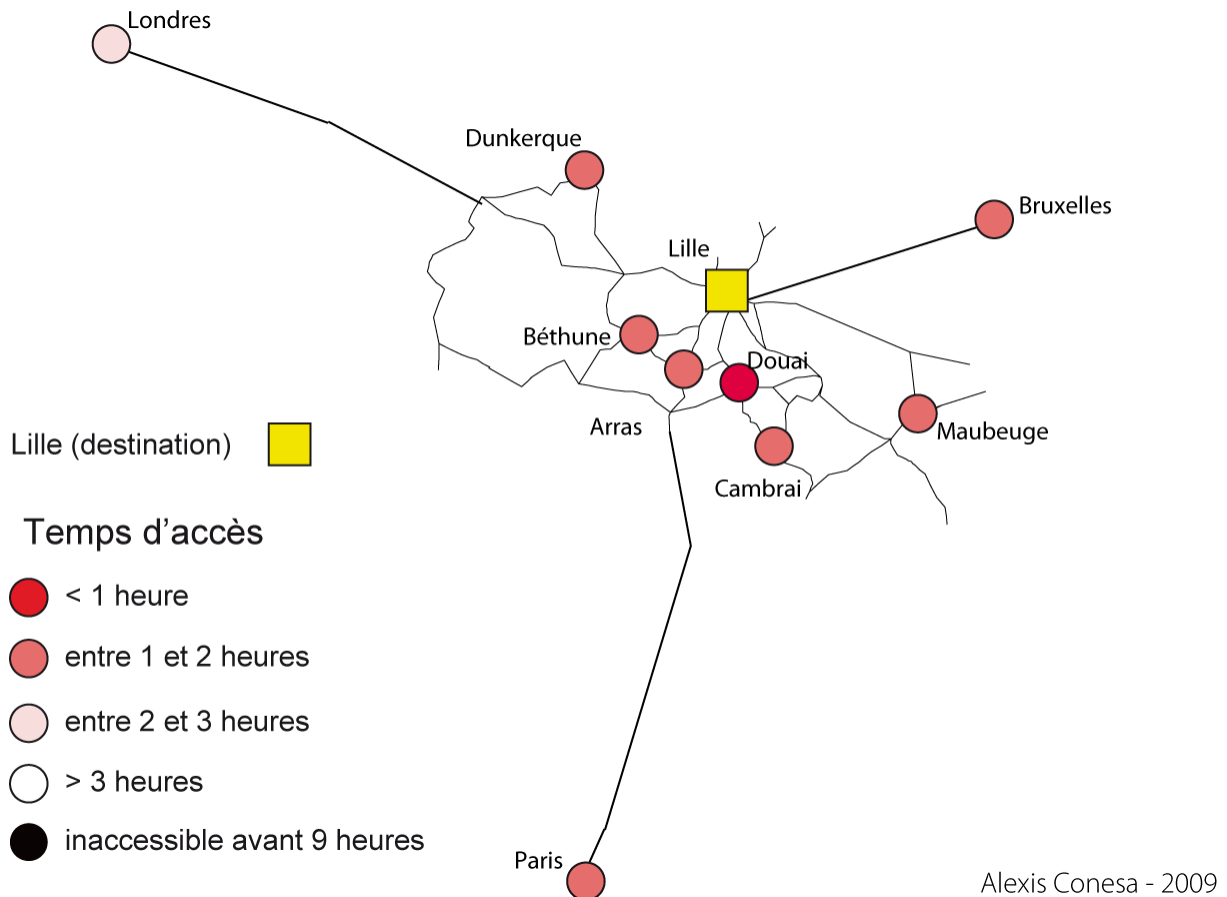 Londres
Dunkerque
Bruxelles
Lille
Béthune
Douai
Arras
Maubeuge
Cambrai
Lille (destination)
Temps d’accès
< 1 heure
entre 1 et 2 heures
entre 2 et 3 heures
> 3 heures
inaccessible avant 9 heures
Paris
Alexis Conesa - 2009